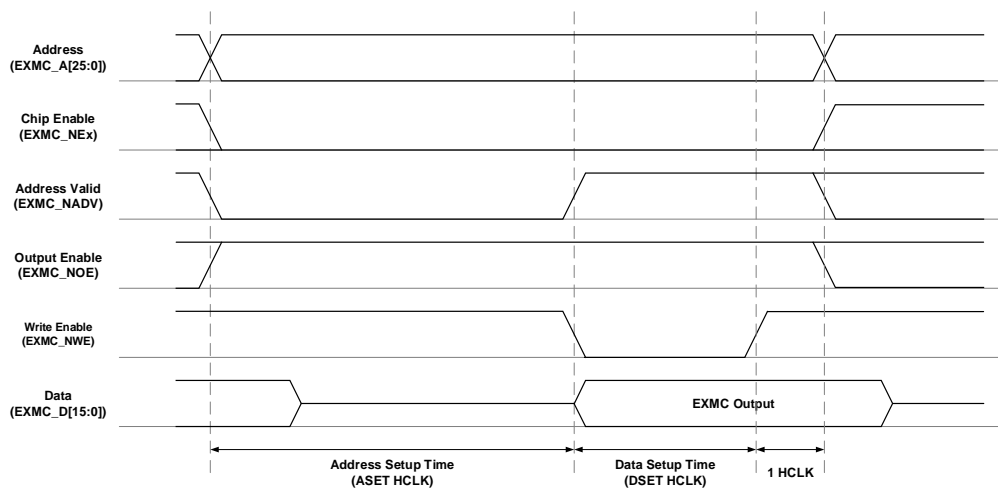 Address
(EXMC_A[25:0])
Chip Enable
(EXMC_NEx)
Address Valid
(EXMC_NADV)
Output Enable
(EXMC_NOE)
Write Enable
(EXMC_NWE)
Data
(EXMC_D[15:0])
EXMC Output
Address Setup Time
(ASET HCLK)
Data Setup Time
(DSET HCLK)
1 HCLK